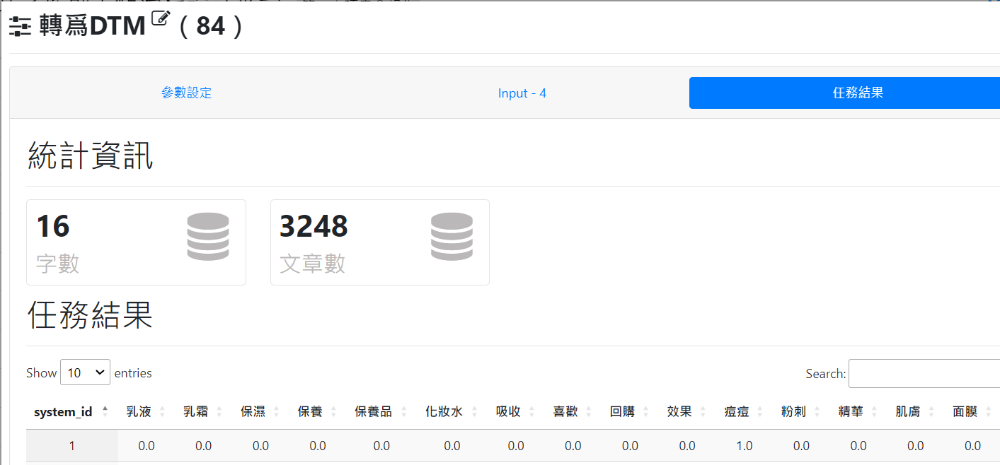 轉爲DTM ( 84 )
參數設定
Input - 4
任務結果
統計資訊
16
字數
3248
文章數
任務結果
Show 10 entries
Search:
system_id 乳液 乳霜 保濕 保養 保養品 化妝水 吸收 喜歡 回購 效果 痘痘 粉刺 精華 肌膚 面膜
1 0.0 0.0 0.0 0.0 0.0 0.0 0.0 0.0 0.0 0.0 1.0 0.0 0.0 0.0 0.0